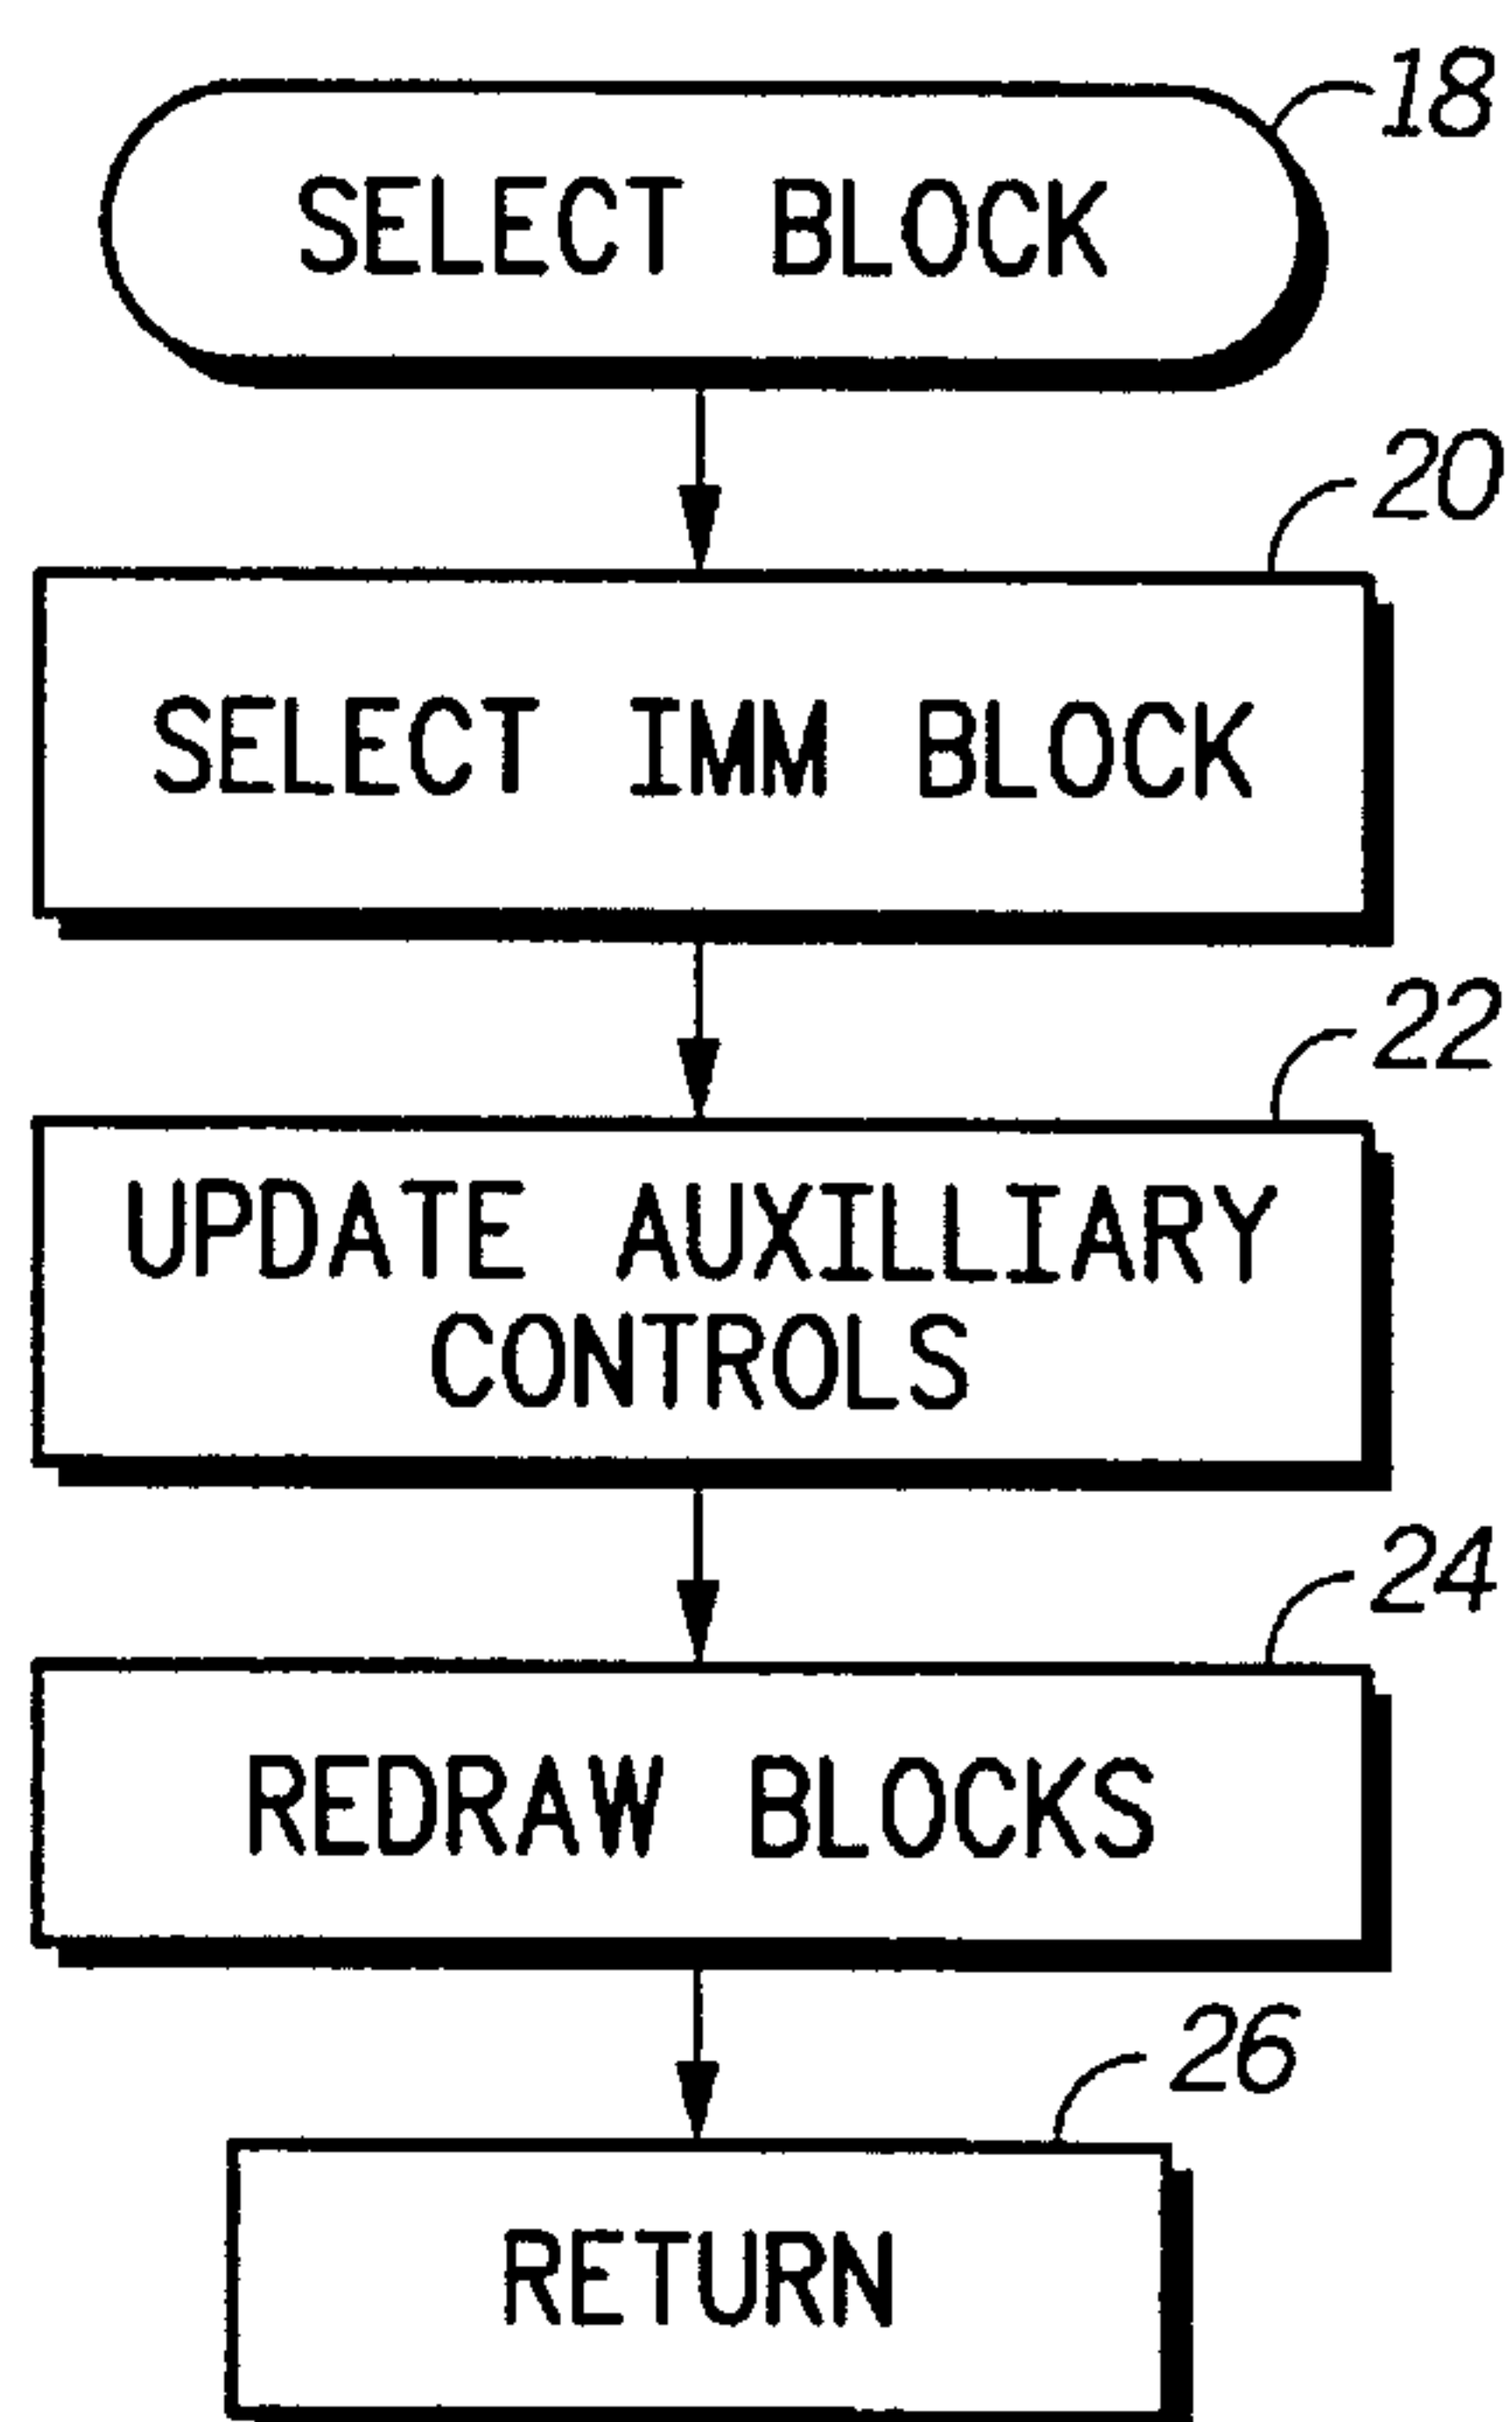 18
SELECT BLOCK
20
SELECT IMM BLOCK
22
UPDATE AUXILLIARY
CONTROLS
24
REDRAW BLOCKS
26
RETURN